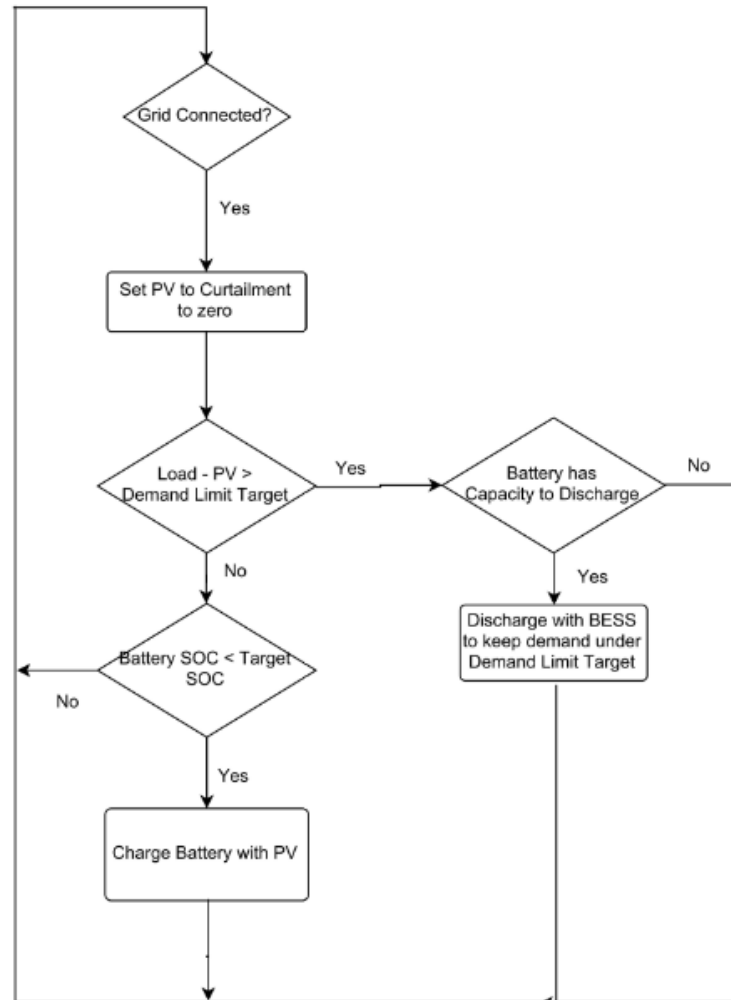 Grid Connected?
Yes
Set PV to Curtailment
to zero
Load - PV >
Demand Limit Target
Yes
Battery has
Capacity to Discharge
No
No
Yes
Battery SOC < Target
SOC
No
Discharge with BESS
to keep demand under
Demand Limit Target
Yes
Charge Battery with PV